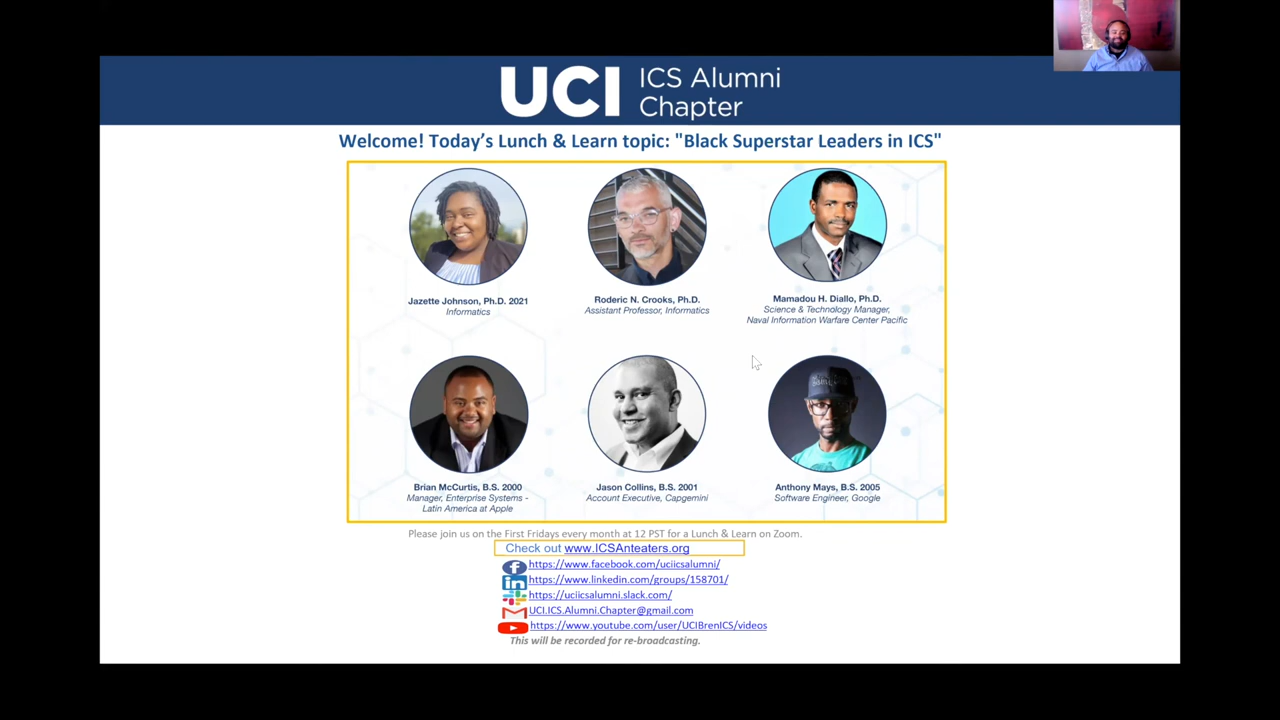 UCI ICS Alumni
Chapter
Welcome! Today’s Lunch & Learn topic: "Black Superstar Leaders in ICS"
Jazette Johnson, Ph.D. 2021
Informatics
Roderic N. Crooks, Ph.D.
Assistant Professor, Informatics
Mamadou H. Diallo, Ph.D.
Science & Technology Manager,
Naval Information Warfare Center Pacific
Brian McCurtis, B.S. 2000
Manager, Enterprise Systems -
Latin America at Apple
Jason Collins, B.S. 2001
Account Executive, Capgemini
Anthony Mays, B.S. 2005
Software Engineer, Google
Please join us on the First Fridays every month at 12 PST for a Lunch & Learn on Zoom.
Check out www.ICSAnteaters.org
https://www.facebook.com/uciicsalumni/
https://www.linkedin.com/groups/158701/
https://uciicsalumni.slack.com/
UCI.ICS.Alumni.Chapter@gmail.com
https://www.youtube.com/user/UCIBrenICS/videos
This will be recorded for re-broadcasting.